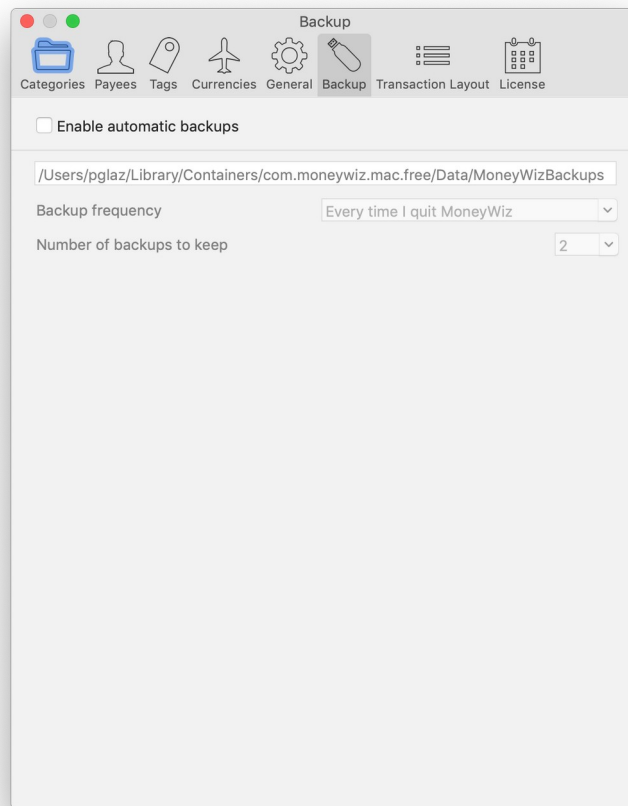 Backup
Categories Payees Tags Currencies General Backup Transaction Layout License
Enable automatic backups
/Users/pglaz/Library/Containers/com.moneywiz.mac.free/Data/MoneyWizBackups
Backup frequency Every time I quit MoneyWiz
Number of backups to keep 2